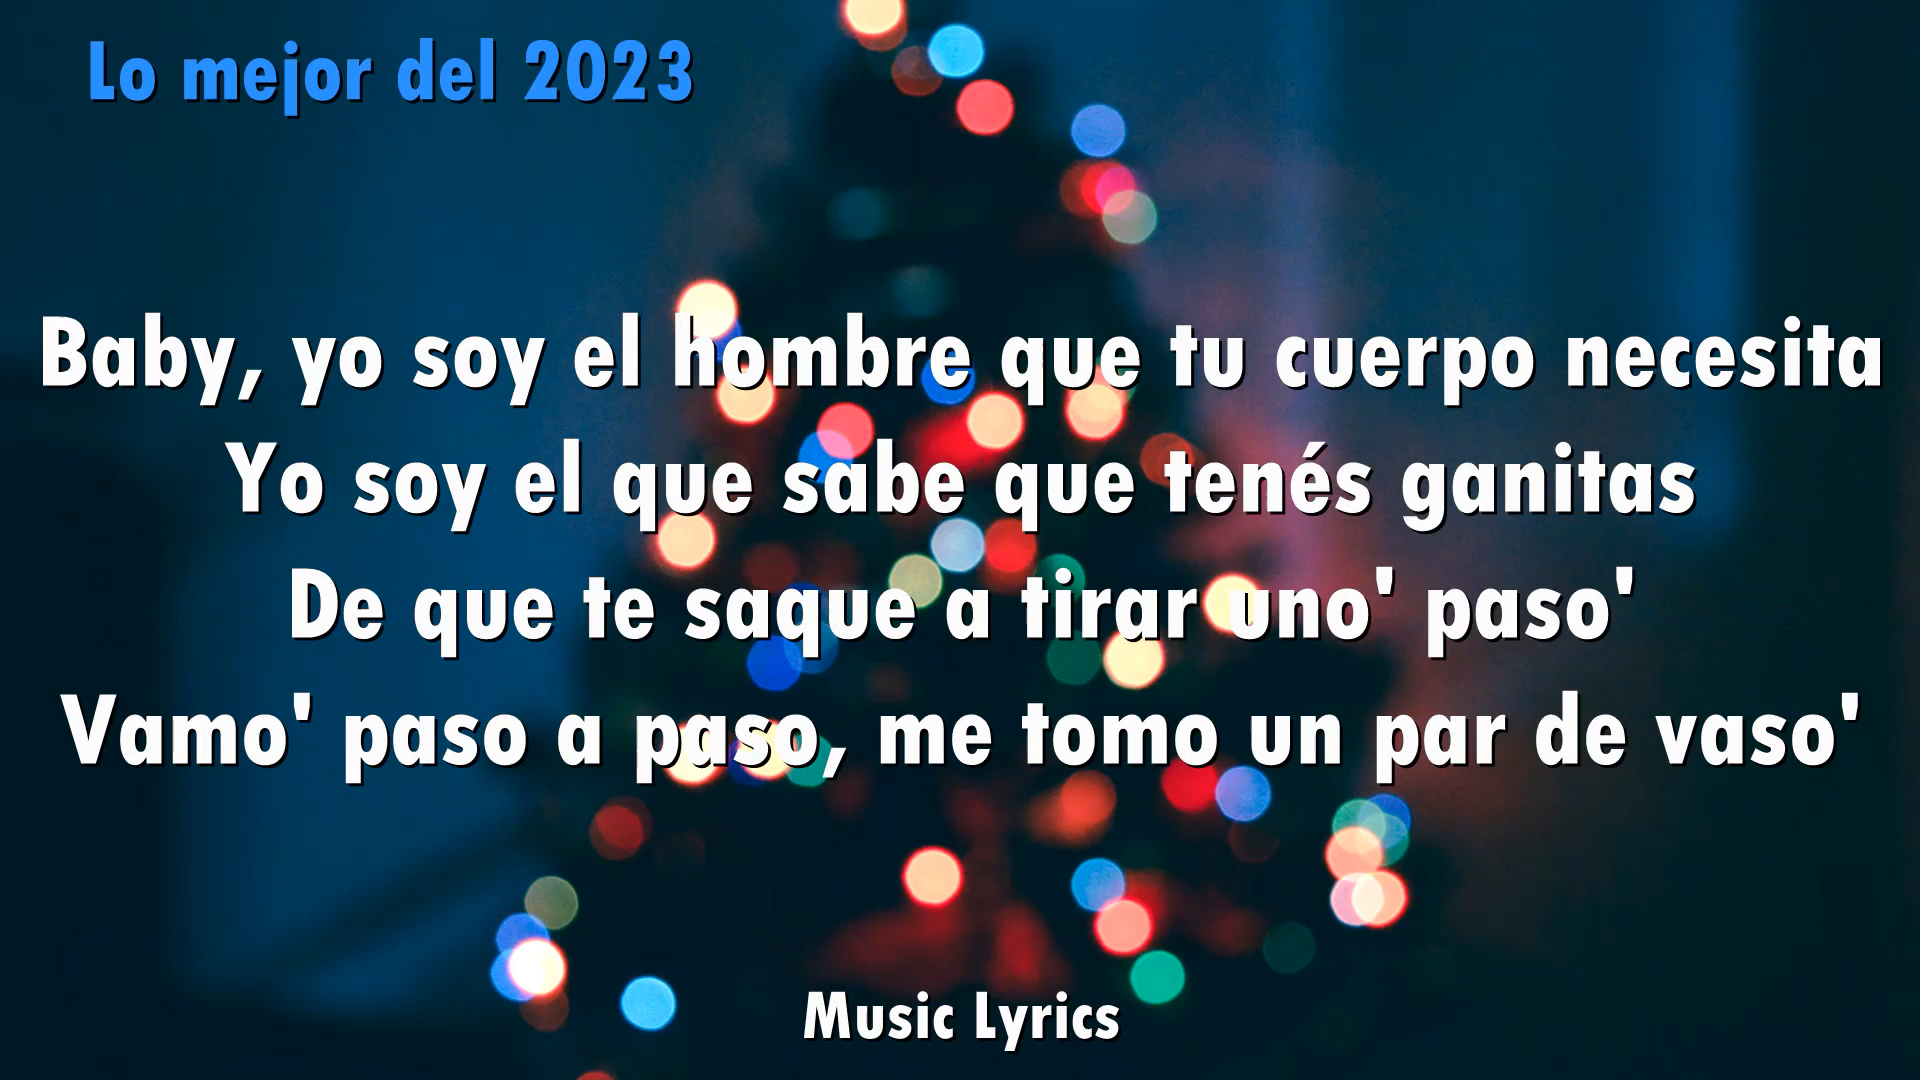 Lo mejor del 2023
Baby, yo soy el hombre que tu cuerpo necesita
Yo soy el que sabe que tenés ganitas
De que te saque a tirar uno' paso'
Vamo' paso a paso, me tomo un par de vaso'
Music Lyrics